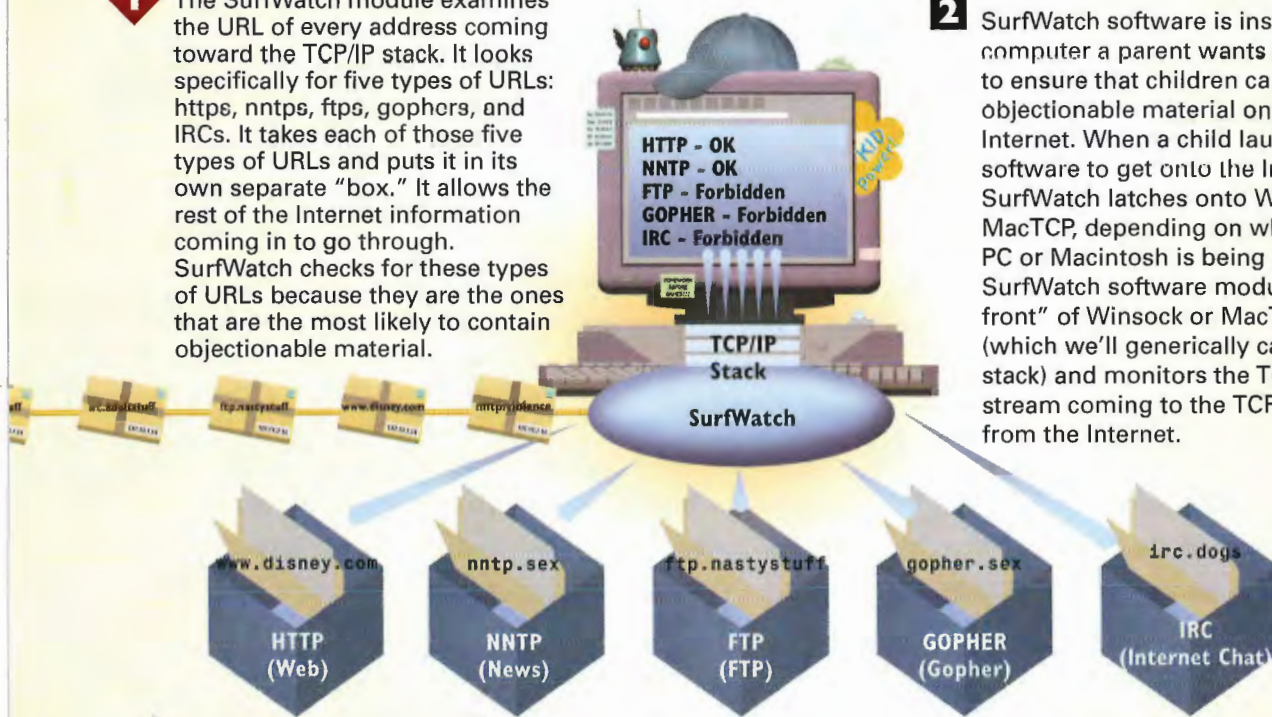 The SurfWatch module examines
the URL of every address coming
toward the TCP/IP stack. It looks
specifically for five types of URLs:
https, nntps, ftps, gophers, and
IRCs. It takes each of those five
types of URLs and puts it in its
own separate "box." It allows the
rest of the Internet information
coming in to go through.
SurfWatch checks for these types
of URLs because they are the ones
that are the most likely to contain
objectionable material.
2
SurfWatch software is ins
computer a parent wants
to ensure that children ca
objectionable material on
Internet. When a child lau
software to get onto the I
SurfWatch latches onto W
MacTCP, depending on wh
PC or Macintosh is being
SurfWatch software modu
front" of Winsock or MacT
(which we'll generically ca
stack) and monitors the T
stream coming to the TCP
from the Internet.
HTTP - OK
NNTP - OK
FTP - Forbidden
GOPHER - Forbidden
IRC - Forbidden
KID
Power!
HOMEWORK
BEFORE
TCP/IP
Stack
SurfWatch
irc.adultstuff
ftp.nastystuff
www.disney.com
nntp.violence
www.disney.com
HTTP
(Web)
nntp.sex
NNTP
(News)
ftp.nastystuff
FTP
(FTP)
gopher.sex
GOPHER
(Gopher)
irc.dogs
IRC
(Internet Chat)